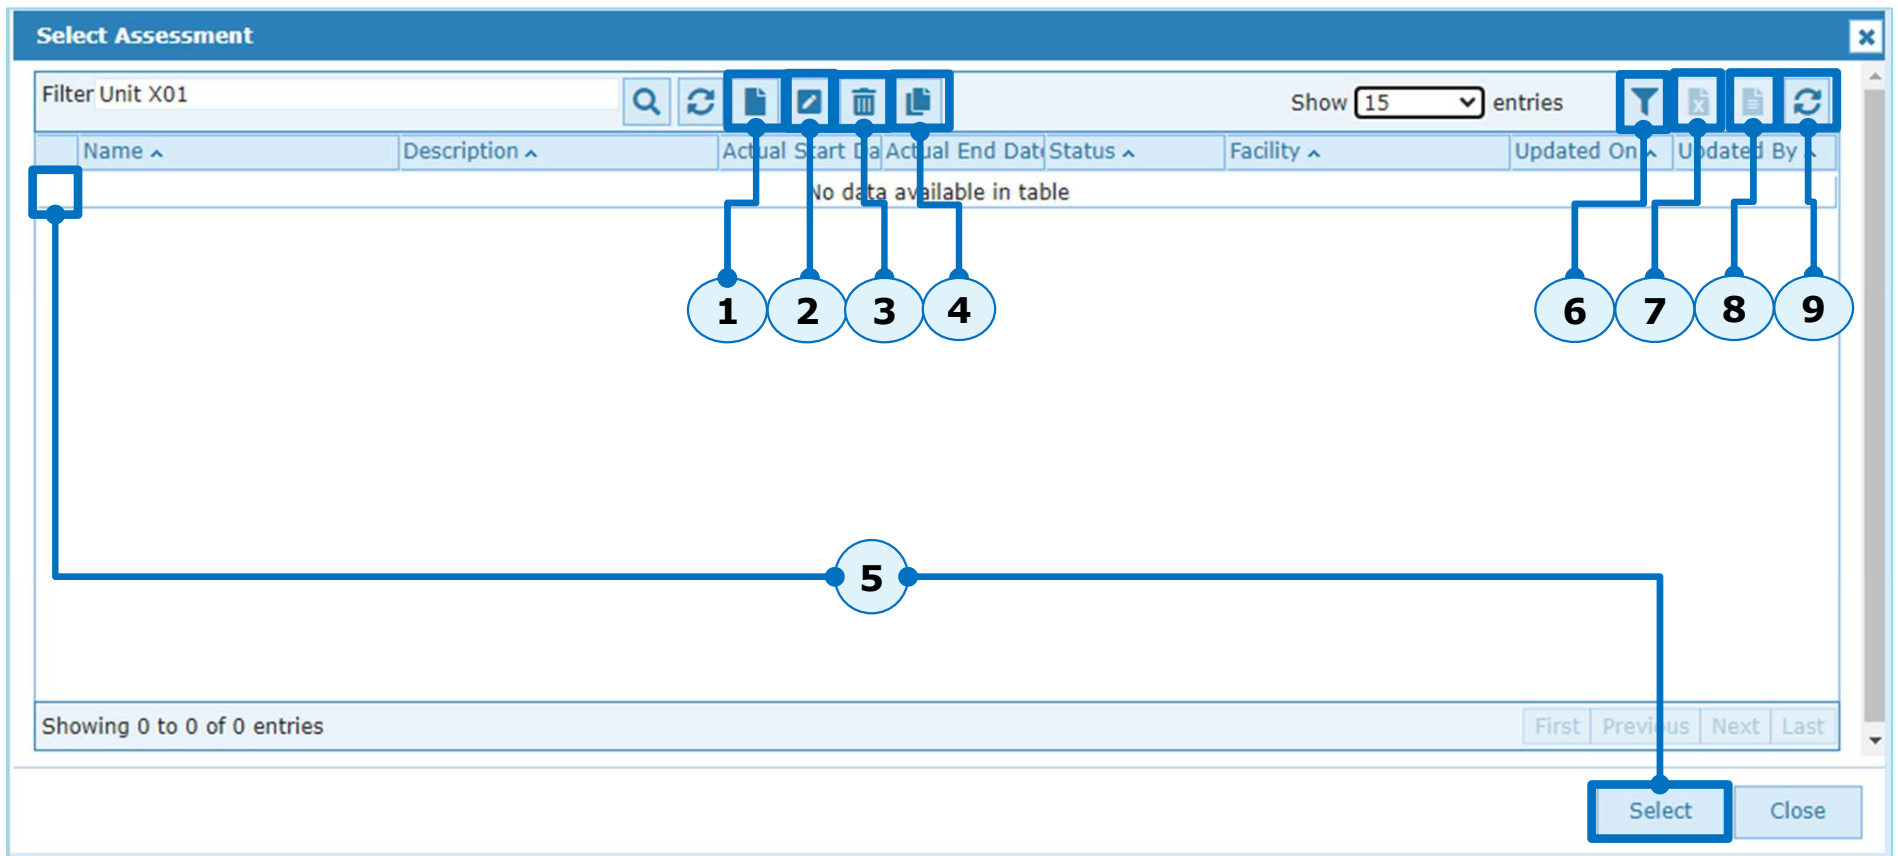 Select Assessment
Filter Unit X01 Show 15 entries
Name Description Actual Start Da Actual End Date Status Facility Updated On Updated By
No data available in table
1 2 3 4 6 7 8 9
5
Showing 0 to 0 of 0 entries First Previous Next Last
Select Close